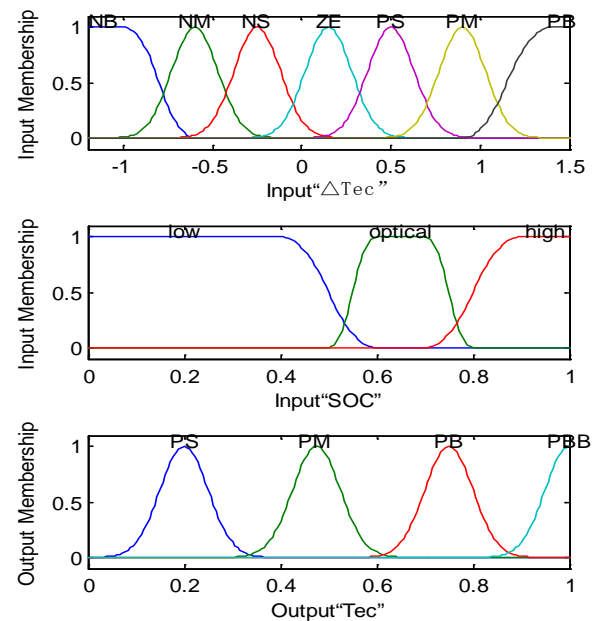 NB NM NS ZE PS PM PB
1
0.5
0
Input Membership
-1 -0.5 0 0.5 1 1.5
Input“△Tec”
low optical high
1
0.5
0
Input Membership
0 0.2 0.4 0.6 0.8 1
Input“SOC”
PS PM PB PBB
1
0.5
0
Output Membership
0 0.2 0.4 0.6 0.8 1
Output“Tec”